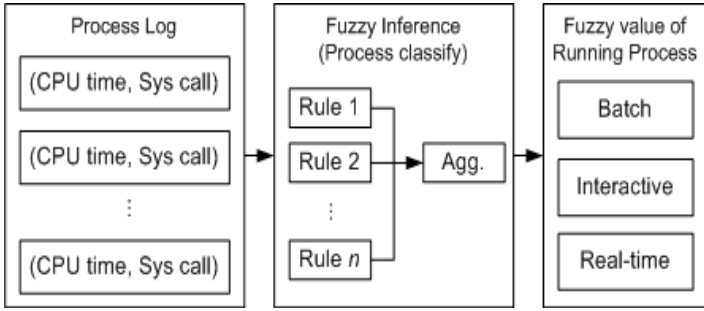 Process Log
(CPU time, Sys call)
(CPU time, Sys call)
⋮
(CPU time, Sys call)
Fuzzy Inference
(Process classify)
Rule 1
Rule 2
⋮
Rule n
Agg.
Fuzzy value of
Running Process
Batch
Interactive
Real-time